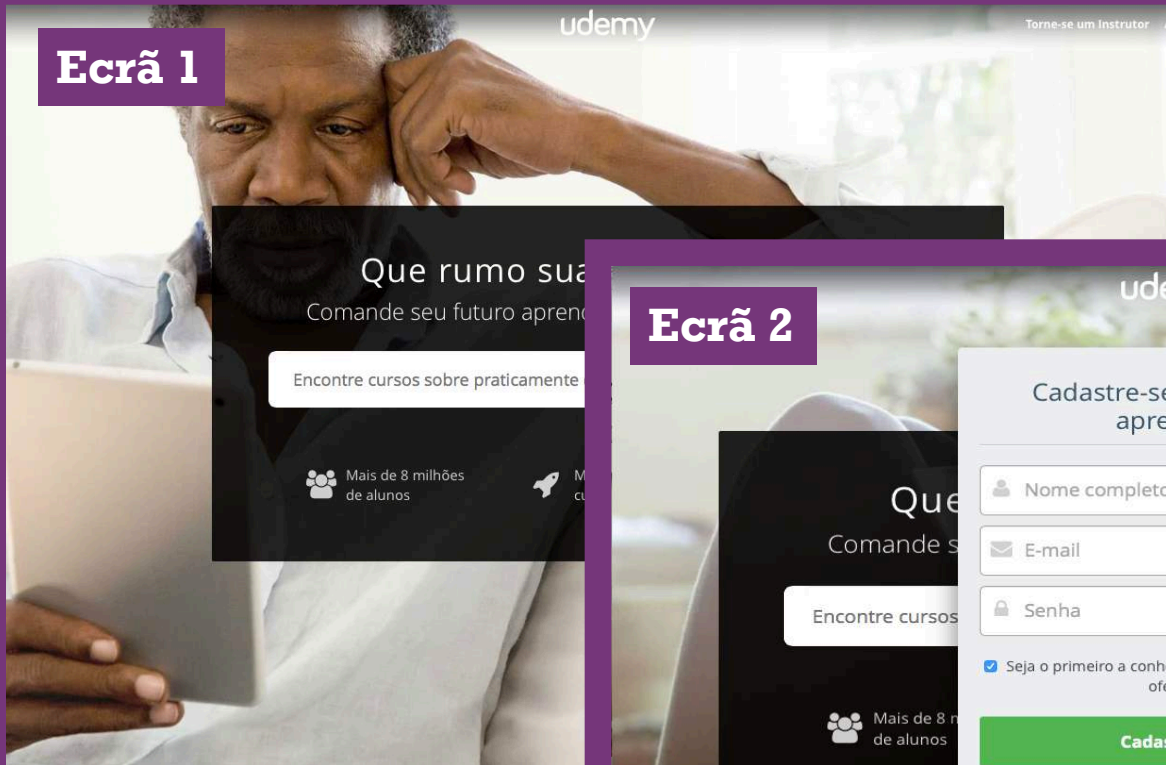 Ecrã 1
udemy
Torne-se um Instrutor
Que rumo sua
Comande seu futuro apren
Encontre cursos sobre praticamente
Mais de 8 milhões
de alunos
Ecrã 2
ude
Cadastre-se
apre
Nome completo
E-mail
Senha
Seja o primeiro a conh
ofe
Cadas
Que
Comande s
Encontre cursos
Mais de 8 m
de alunos